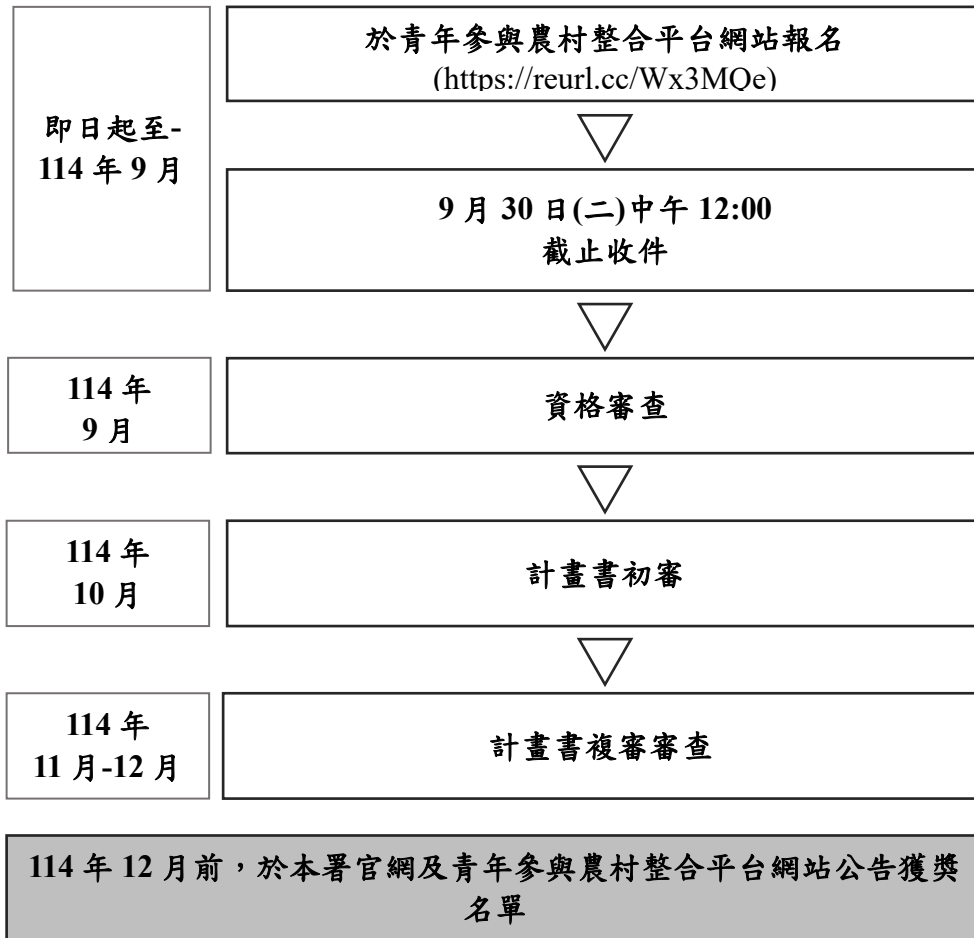 於青年參與農村整合平台網站報名
(https://reurl.cc/Wx3MQe)
即日起至-
114 年 9 月
9 月 30 日(二)中午 12:00
截止收件
114 年
9 月
資格審查
114 年
10 月
計畫書初審
114 年
11 月-12 月
計畫書複審審查
114 年 12 月前，於本署官網及青年參與農村整合平台網站公告獲獎
名單